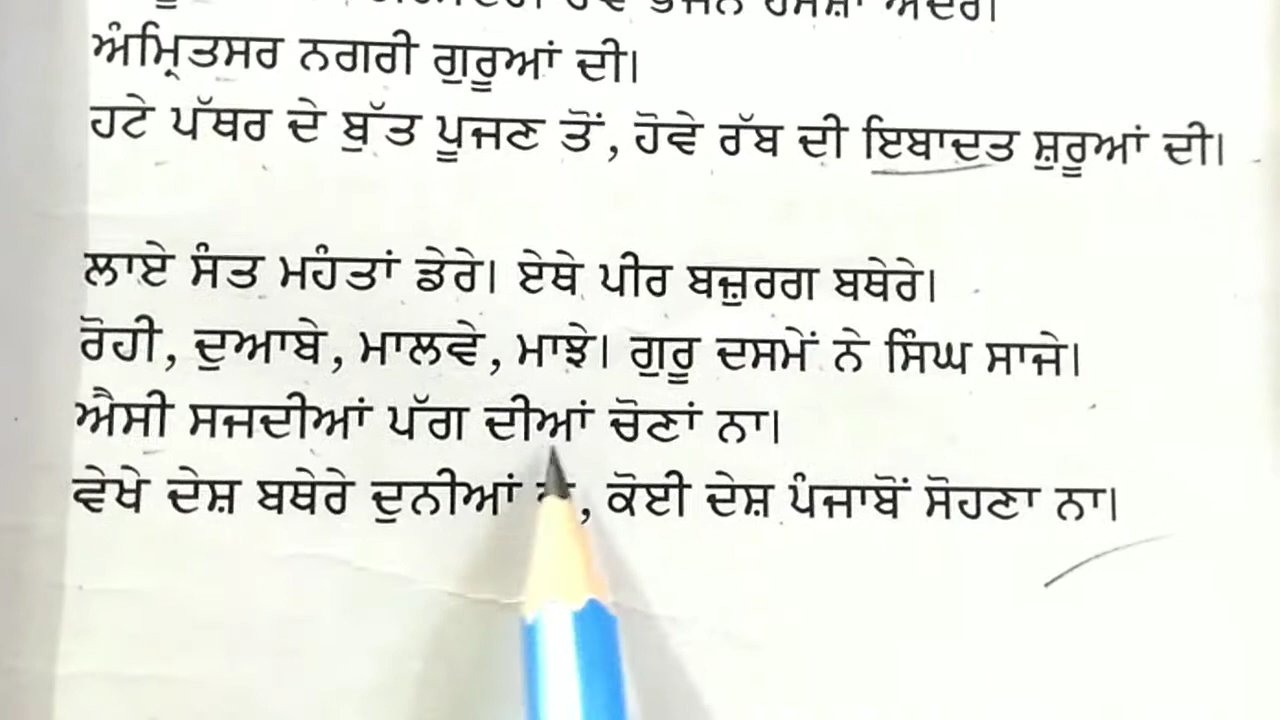 ਅੰਮ੍ਰਿਤਸਰ ਨਗਰੀ ਗੁਰੂਆਂ ਦੀ।
ਹਟੇ ਪੱਥਰ ਦੇ ਬੁੱਤ ਪੂਜਣ ਤੋਂ, ਹੋਵੇ ਰੱਬ ਦੀ ਇਬਾਦਤ ਸ਼ੁਰੂਆਂ ਦੀ।
ਲਾਏ ਸੰਤ ਮਹੰਤਾਂ ਡੇਰੇ। ਏਥੇ ਪੀਰ ਬਜ਼ੁਰਗ ਬਥੇਰੇ।
ਰੋਹੀ, ਦੁਆਬੇ, ਮਾਲਵੇ, ਮਾਝੇ। ਗੁਰੂ ਦਸਮੇਂ ਨੇ ਸਿੰਘ ਸਾਜੇ।
ਐਸੀ ਸਜਦੀਆਂ ਪੱਗ ਦੀਆਂ ਚੋਣਾਂ ਨਾ।
ਵੇਖੇ ਦੇਸ਼ ਬਥੇਰੇ ਦੁਨੀਆਂ , ਕੋਈ ਦੇਸ਼ ਪੰਜਾਬੋਂ ਸੋਹਣਾ ਨਾ।